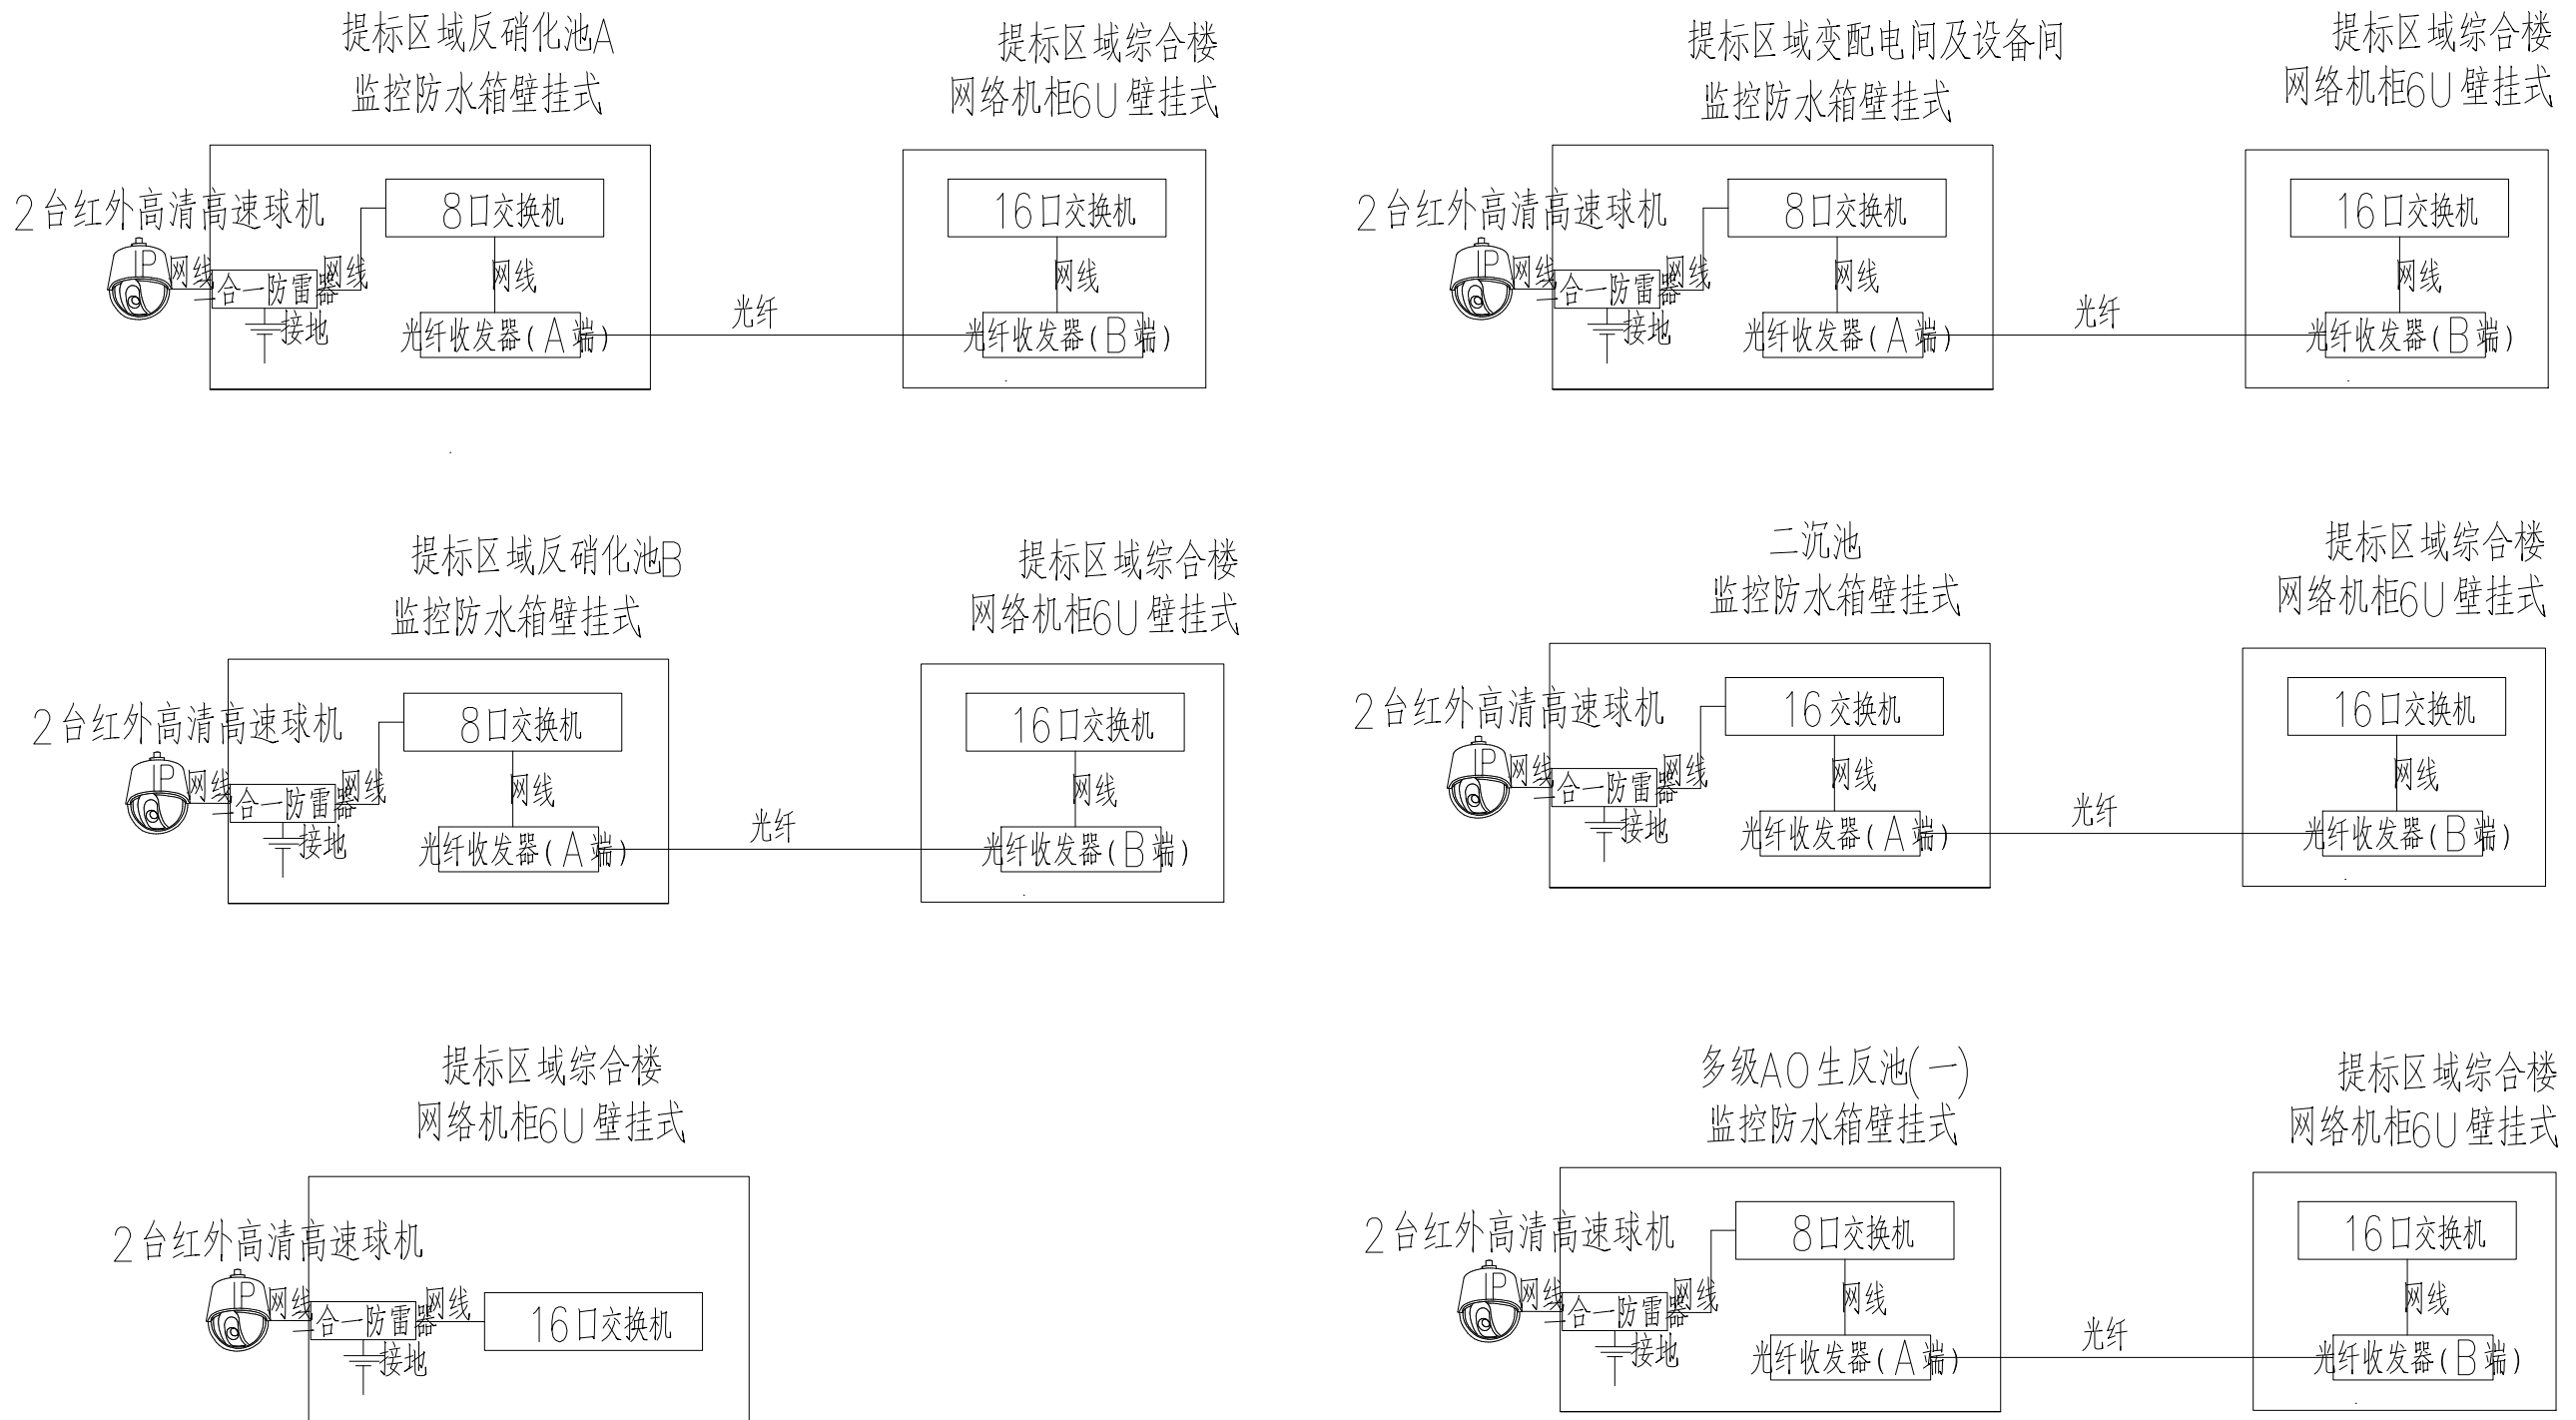 提标区域反硝化池A
监控防水箱壁挂式
2台红外高清高速球机
IP
网线
二合一防雷器
网线
接地
8口交换机
网线
光纤收发器(A端)
光纤
提标区域综合楼
网络机柜6U壁挂式
16口交换机
网线
光纤收发器(B端)
提标区域变配电间及设备间
监控防水箱壁挂式
2台红外高清高速球机
IP
网线
二合一防雷器
网线
接地
8口交换机
网线
光纤收发器(A端)
光纤
提标区域综合楼
网络机柜6U壁挂式
16口交换机
网线
光纤收发器(B端)
提标区域反硝化池B
监控防水箱壁挂式
2台红外高清高速球机
IP
网线
二合一防雷器
网线
接地
8口交换机
网线
光纤收发器(A端)
光纤
提标区域综合楼
网络机柜6U壁挂式
16口交换机
网线
光纤收发器(B端)
二沉池
监控防水箱壁挂式
2台红外高清高速球机
IP
网线
二合一防雷器
网线
接地
16交换机
网线
光纤收发器(A端)
光纤
提标区域综合楼
网络机柜6U壁挂式
16口交换机
网线
光纤收发器(B端)
提标区域综合楼
网络机柜6U壁挂式
2台红外高清高速球机
IP
网线
二合一防雷器
网线
接地
16口交换机
多级AO生反池(一)
监控防水箱壁挂式
2台红外高清高速球机
IP
网线
二合一防雷器
网线
接地
8口交换机
网线
光纤收发器(A端)
光纤
提标区域综合楼
网络机柜6U壁挂式
16口交换机
网线
光纤收发器(B端)